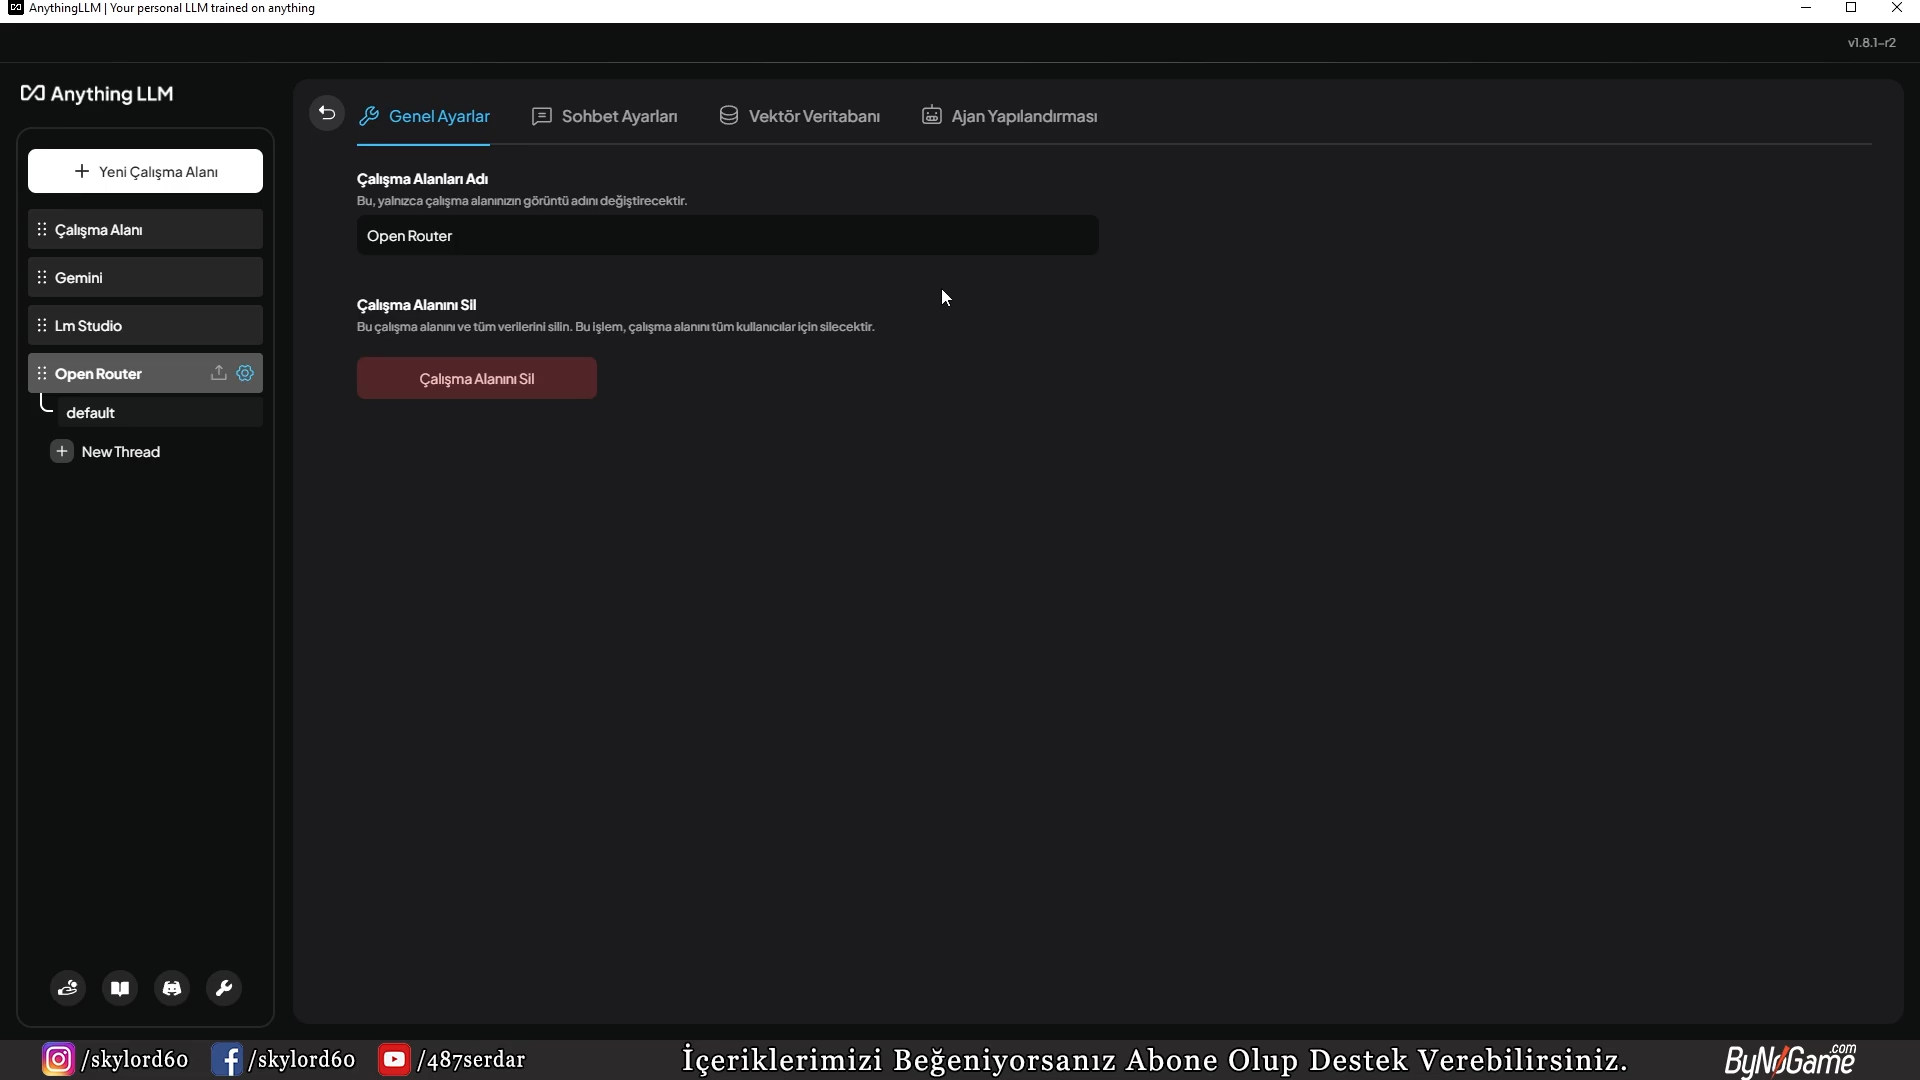 AnythingLLM | Your personal LLM trained on anything
v1.8.1-r2
Anything LLM
Yeni Çalışma Alanı
Çalışma Alanı
Gemini
Lm Studio
Open Router
default
New Thread
Genel Ayarlar
Sohbet Ayarları
Vektör Veritabanı
Ajan Yapılandırması
Çalışma Alanları Adı
Bu, yalnızca çalışma alanınızın görüntü adını değiştirecektir.
Open Router
Çalışma Alanını Sil
Bu çalışma alanını ve tüm verilerini silin. Bu işlem, çalışma alanını tüm kullanıcılar için silecektir.
Çalışma Alanını Sil
/skylord60
/skylord60
/487serdar
İçeriklerimizi Beğeniyorsanız Abone Olup Destek Verebilirsiniz.
ByNoGame.com